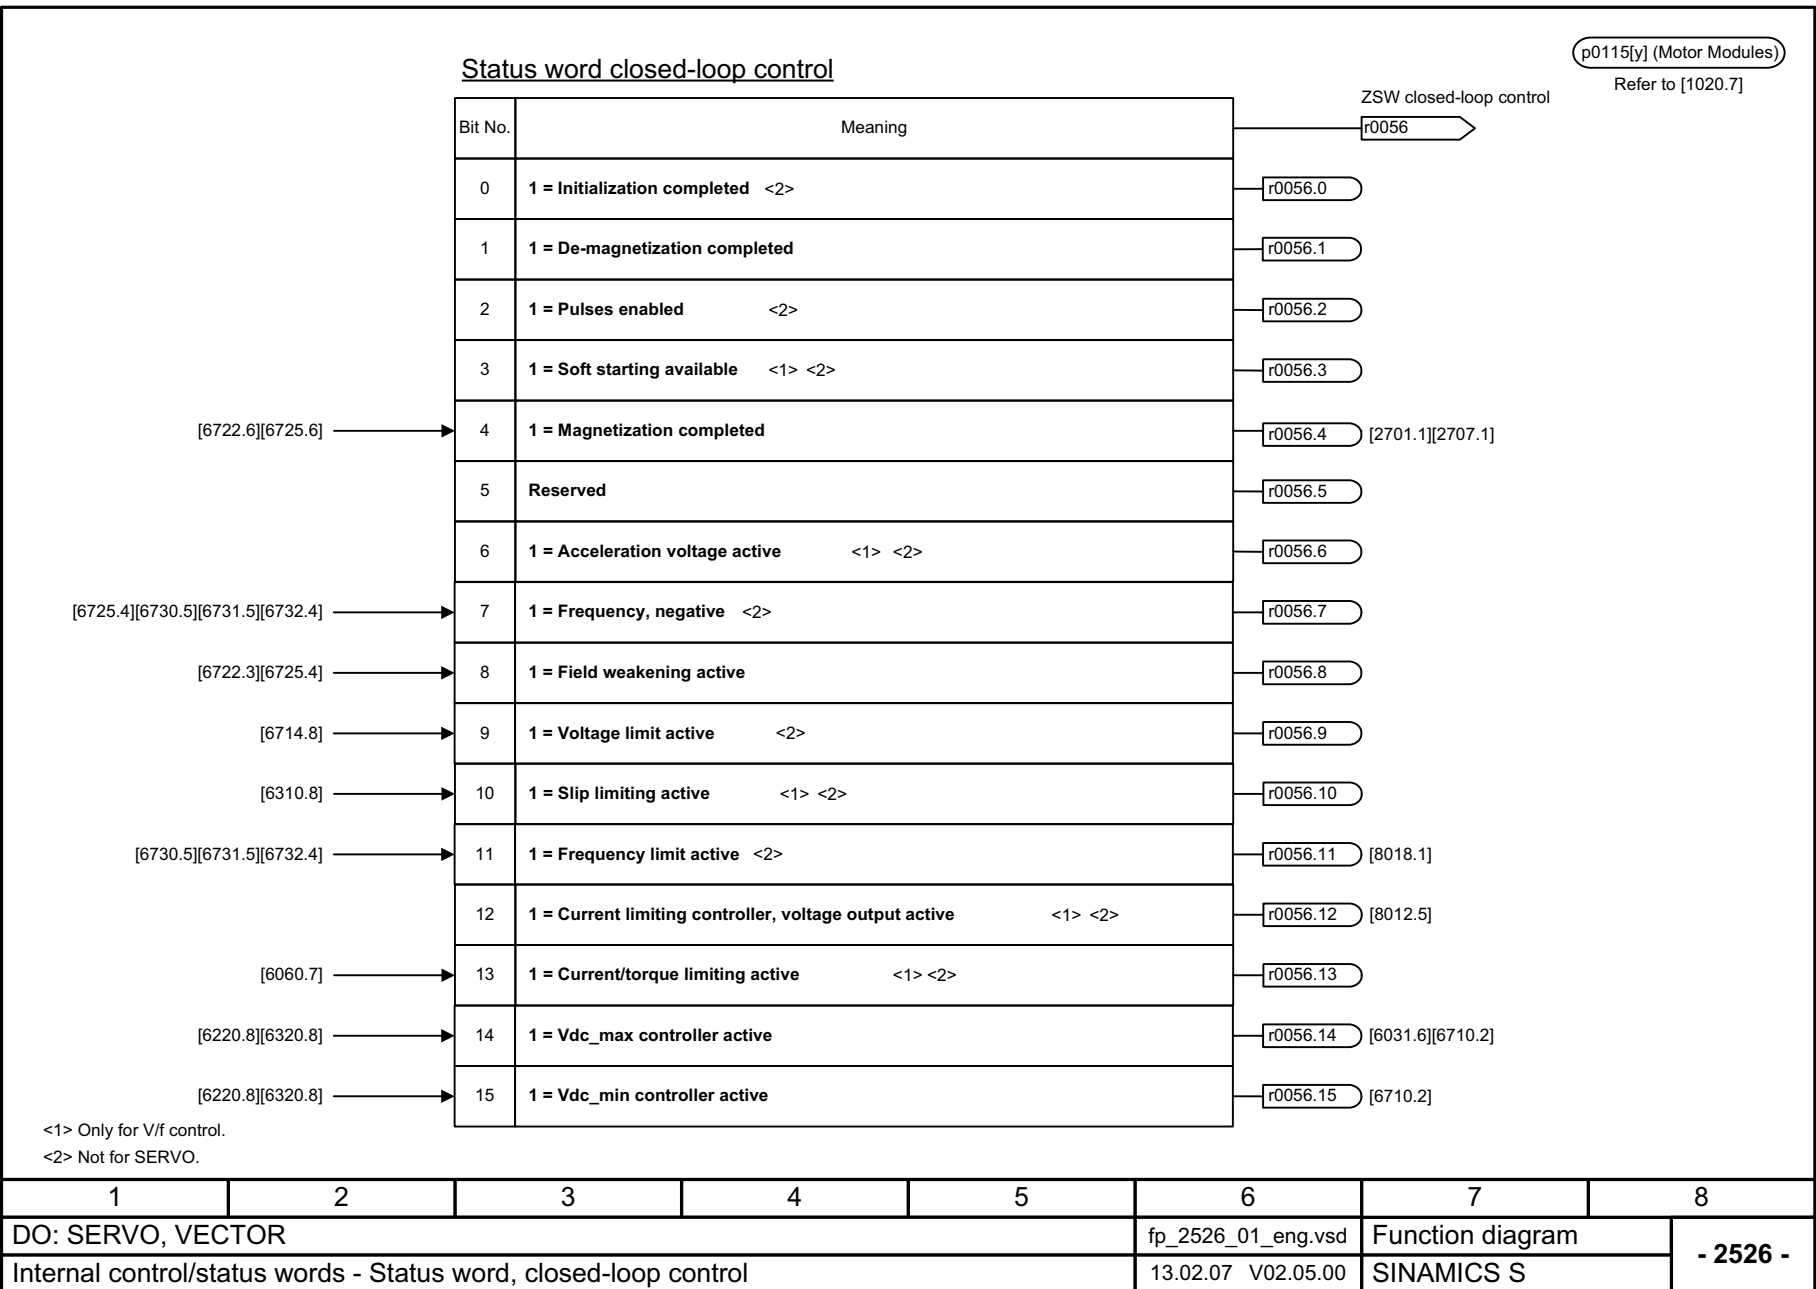 p0115[y] (Motor Modules)
Refer to [1020.7]
Status word closed-loop control
ZSW closed-loop control
Bit No. Meaning r0056
0 1 = Initialization completed <2> r0056.0
1 1 = De-magnetization completed r0056.1
2 1 = Pulses enabled <2> r0056.2
3 1 = Soft starting available <1> <2> r0056.3
[6722.6][6725.6] 4 1 = Magnetization completed r0056.4 [2701.1][2707.1]
5 Reserved r0056.5
6 1 = Acceleration voltage active <1> <2> r0056.6
[6725.4][6730.5][6731.5][6732.4] 7 1 = Frequency, negative <2> r0056.7
[6722.3][6725.4] 8 1 = Field weakening active r0056.8
[6714.8] 9 1 = Voltage limit active <2> r0056.9
[6310.8] 10 1 = Slip limiting active <1> <2> r0056.10
[6730.5][6731.5][6732.4] 11 1 = Frequency limit active <2> r0056.11 [8018.1]
12 1 = Current limiting controller, voltage output active <1> <2> r0056.12 [8012.5]
[6060.7] 13 1 = Current/torque limiting active <1> <2> r0056.13
[6220.8][6320.8] 14 1 = Vdc_max controller active r0056.14 [6031.6][6710.2]
[6220.8][6320.8] 15 1 = Vdc_min controller active r0056.15 [6710.2]
<1> Only for V/f control.
<2> Not for SERVO.
1 2 3 4 5 6 7 8
DO: SERVO, VECTOR fp_2526_01_eng.vsd Function diagram - 2526 -
Internal control/status words - Status word, closed-loop control 13.02.07 V02.05.00 SINAMICS S